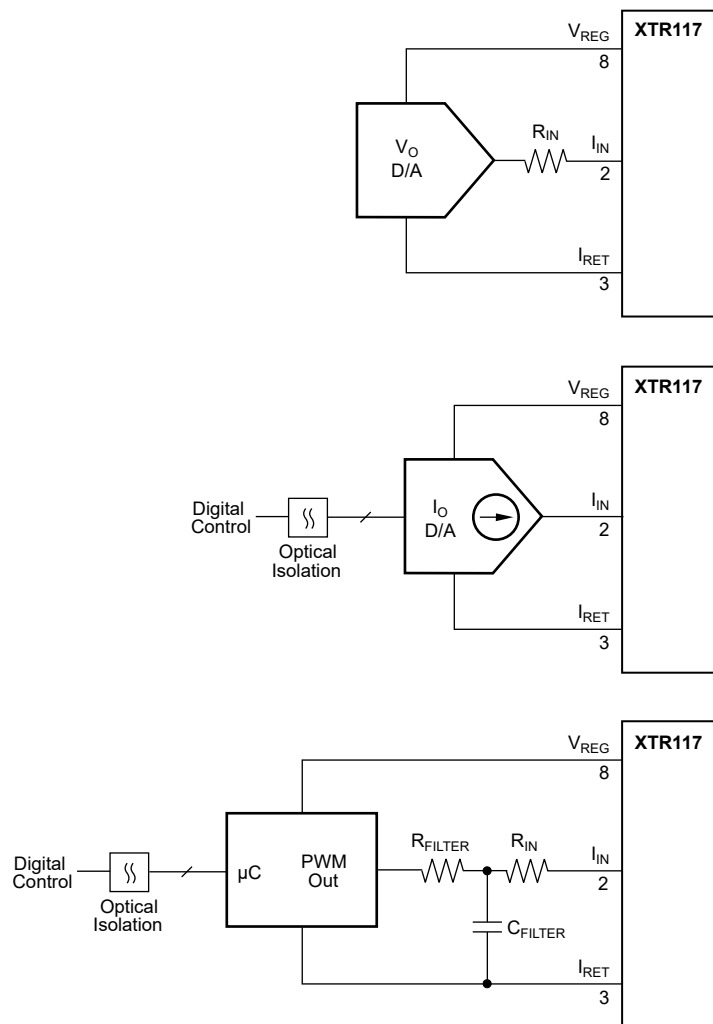 V_REG
XTR117
8
V_O
D/A
R_IN
I_IN
2
I_RET
3
V_REG
XTR117
8
Digital
Control
Optical
Isolation
I_O
D/A
I_IN
2
I_RET
3
V_REG
XTR117
8
Digital
Control
Optical
Isolation
µC
PWM
Out
R_FILTER
R_IN
I_IN
2
C_FILTER
I_RET
3